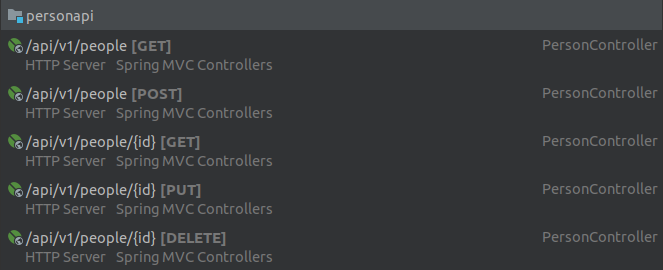 personapi
/api/v1/people [GET] PersonController
HTTP Server Spring MVC Controllers
/api/v1/people [POST] PersonController
HTTP Server Spring MVC Controllers
/api/v1/people/{id} [GET] PersonController
HTTP Server Spring MVC Controllers
/api/v1/people/{id} [PUT] PersonController
HTTP Server Spring MVC Controllers
/api/v1/people/{id} [DELETE] PersonController
HTTP Server Spring MVC Controllers